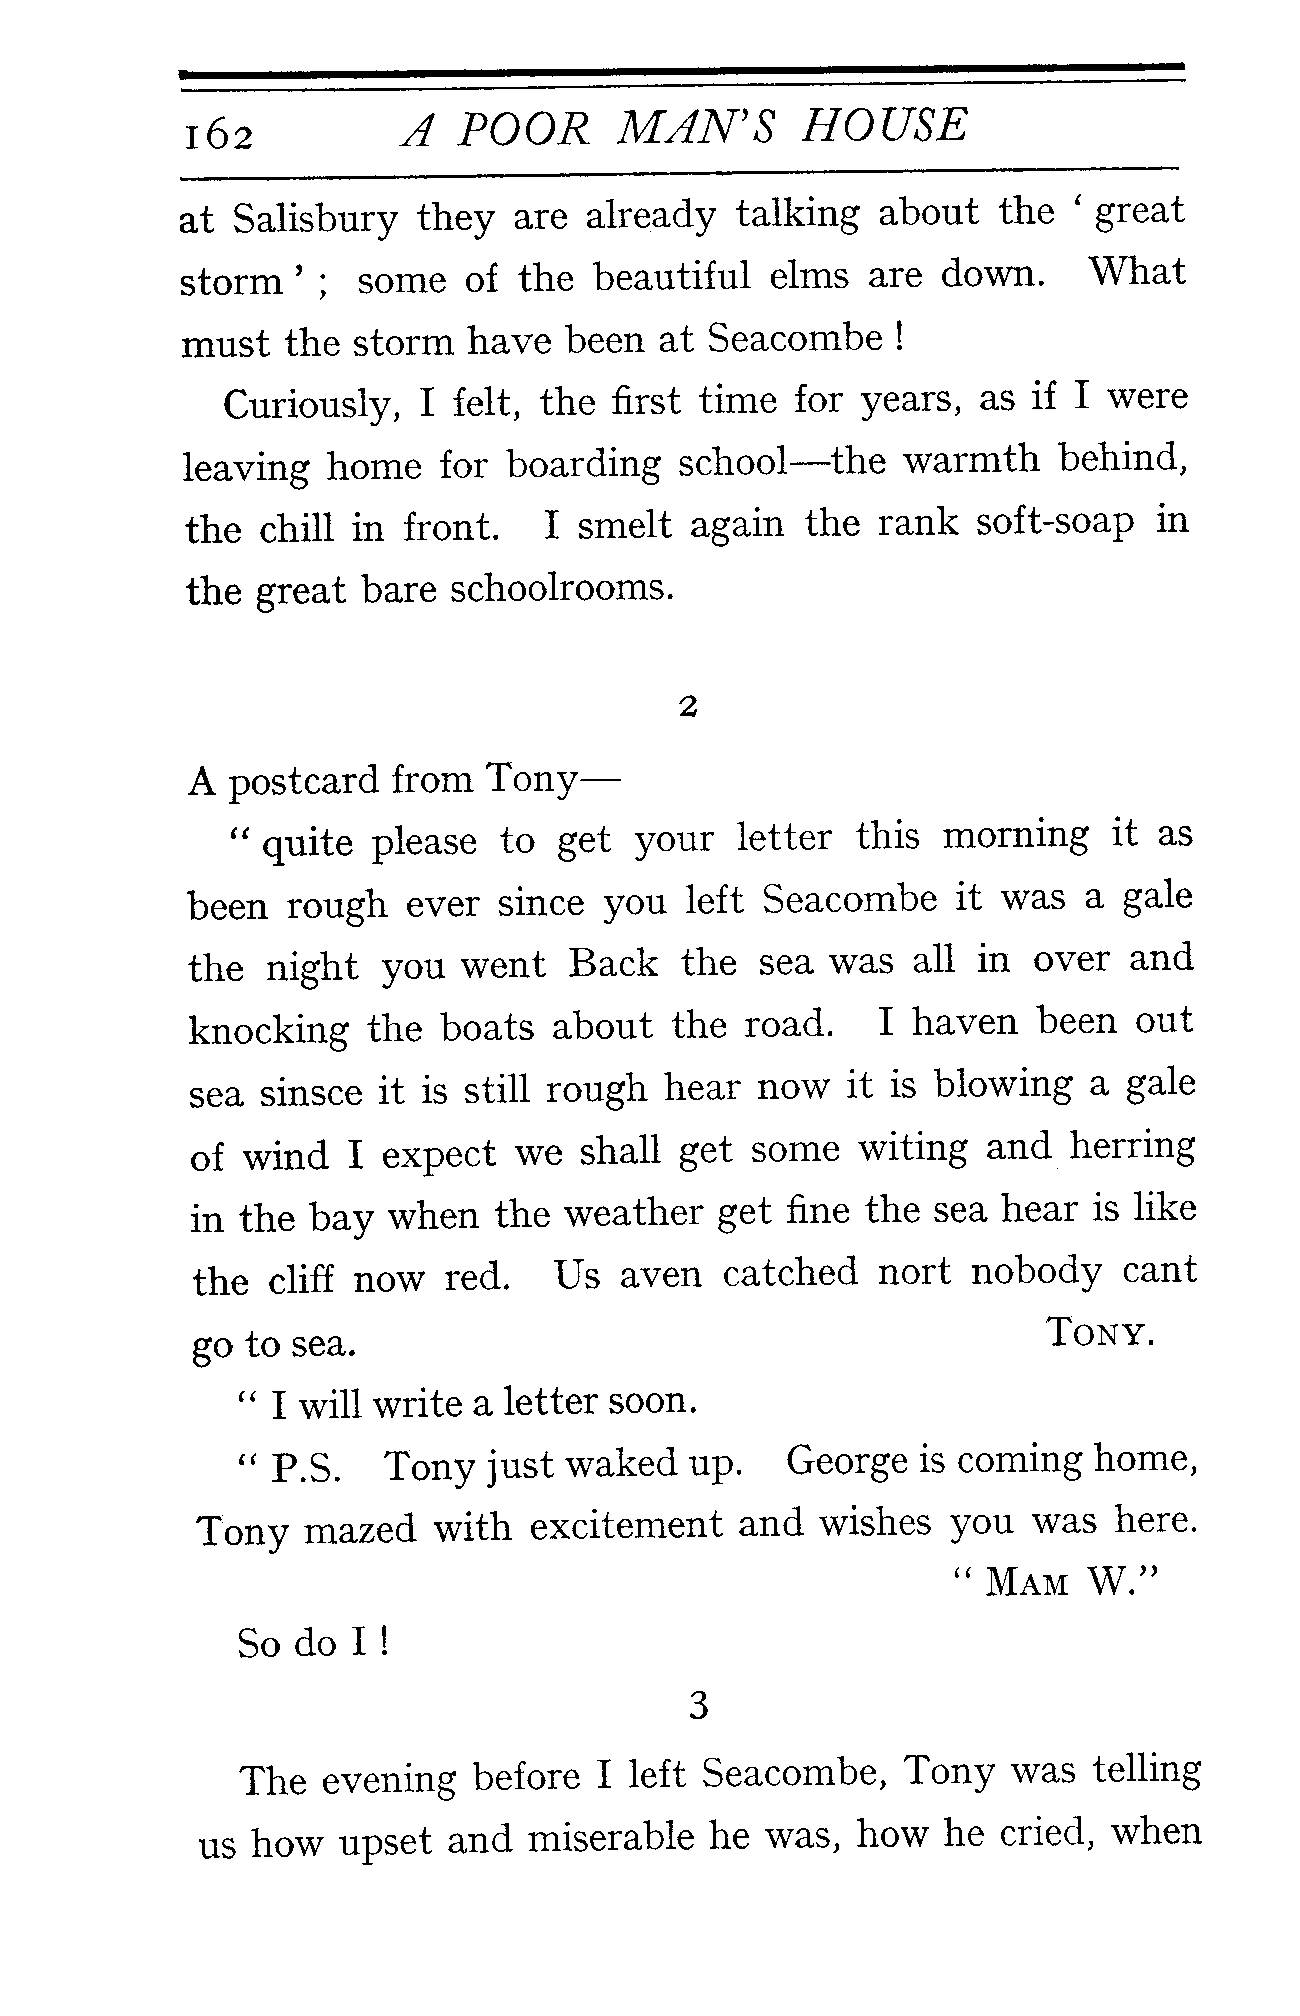 162 A POOR MAN'S HOUSE
at Salisbury they are already talking about the ‘ great
storm ’ ; some of the beautiful elms are down. What
must the storm have been at Seacombe !
Curiously, I felt, the first time for years, as if I were
leaving home for boarding school—the warmth behind,
the chill in front. I smelt again the rank soft-soap in
the great bare schoolrooms.
2
A postcard from Tony—
“ quite please to get your letter this morning it as
been rough ever since you left Seacombe it was a gale
the night you went Back the sea was all in over and
knocking the boats about the road. I haven been out
sea sinsce it is still rough hear now it is blowing a gale
of wind I expect we shall get some witing and herring
in the bay when the weather get fine the sea hear is like
the cliff now red. Us aven catched nort nobody cant
go to sea. TONY.
“ I will write a letter soon.
“ P.S. Tony just waked up. George is coming home,
Tony mazed with excitement and wishes you was here.
“ MAM W.”
So do I !
3
The evening before I left Seacombe, Tony was telling
us how upset and miserable he was, how he cried, when